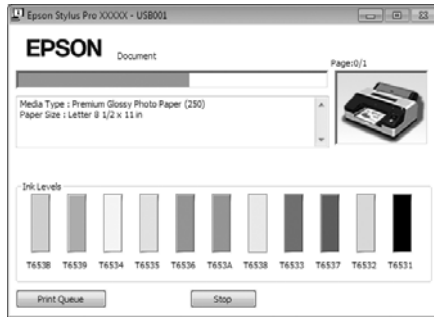 Epson Stylus Pro XXXXX - USB001
EPSON
Document
Page:0/1
Media Type : Premium Glossy Photo Paper (250)
Paper Size : Letter 8 1/2 x 11 in
Ink Levels
T653B T6539 T6534 T6535 T6536 T653A T6538 T6533 T6537 T6532 T6531
Print Queue Stop